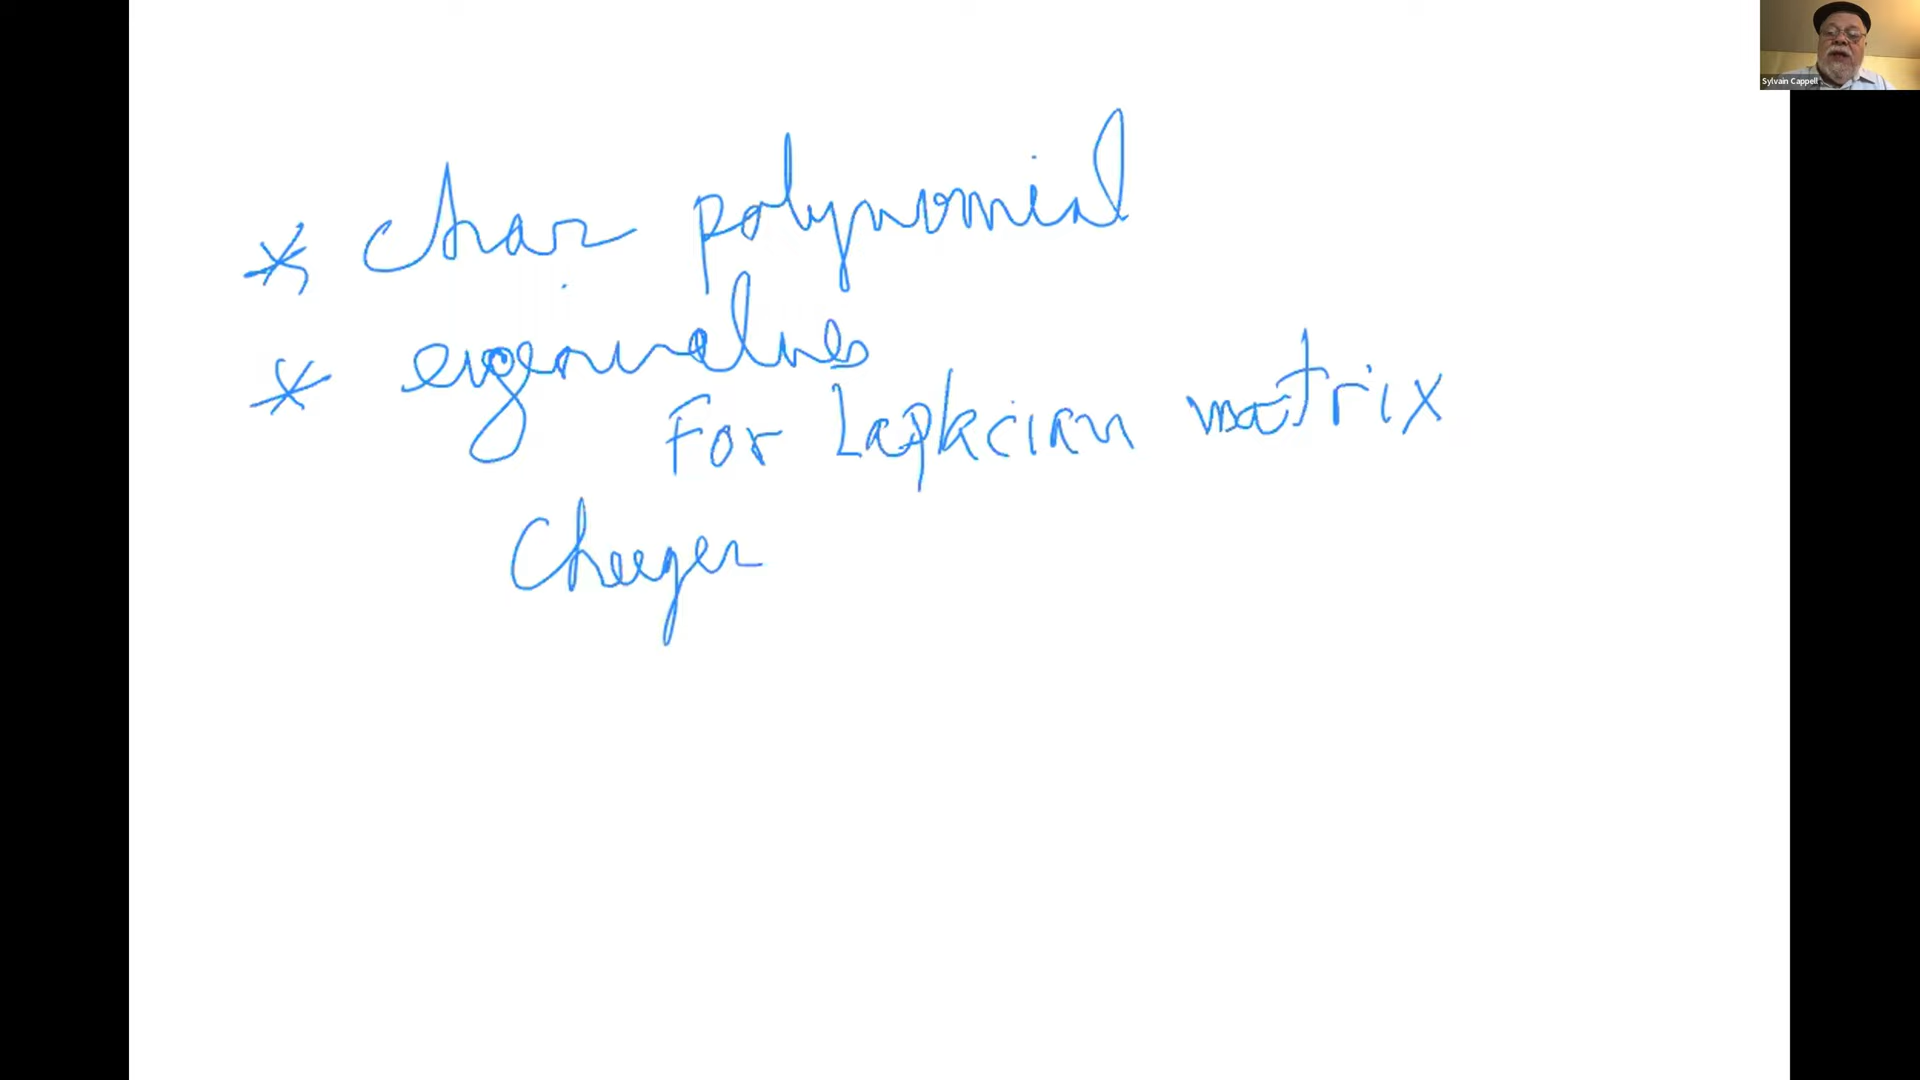 Sylvain Cappell
* char polynomial
* eigenvalues
For Laplacian matrix
Cheeger